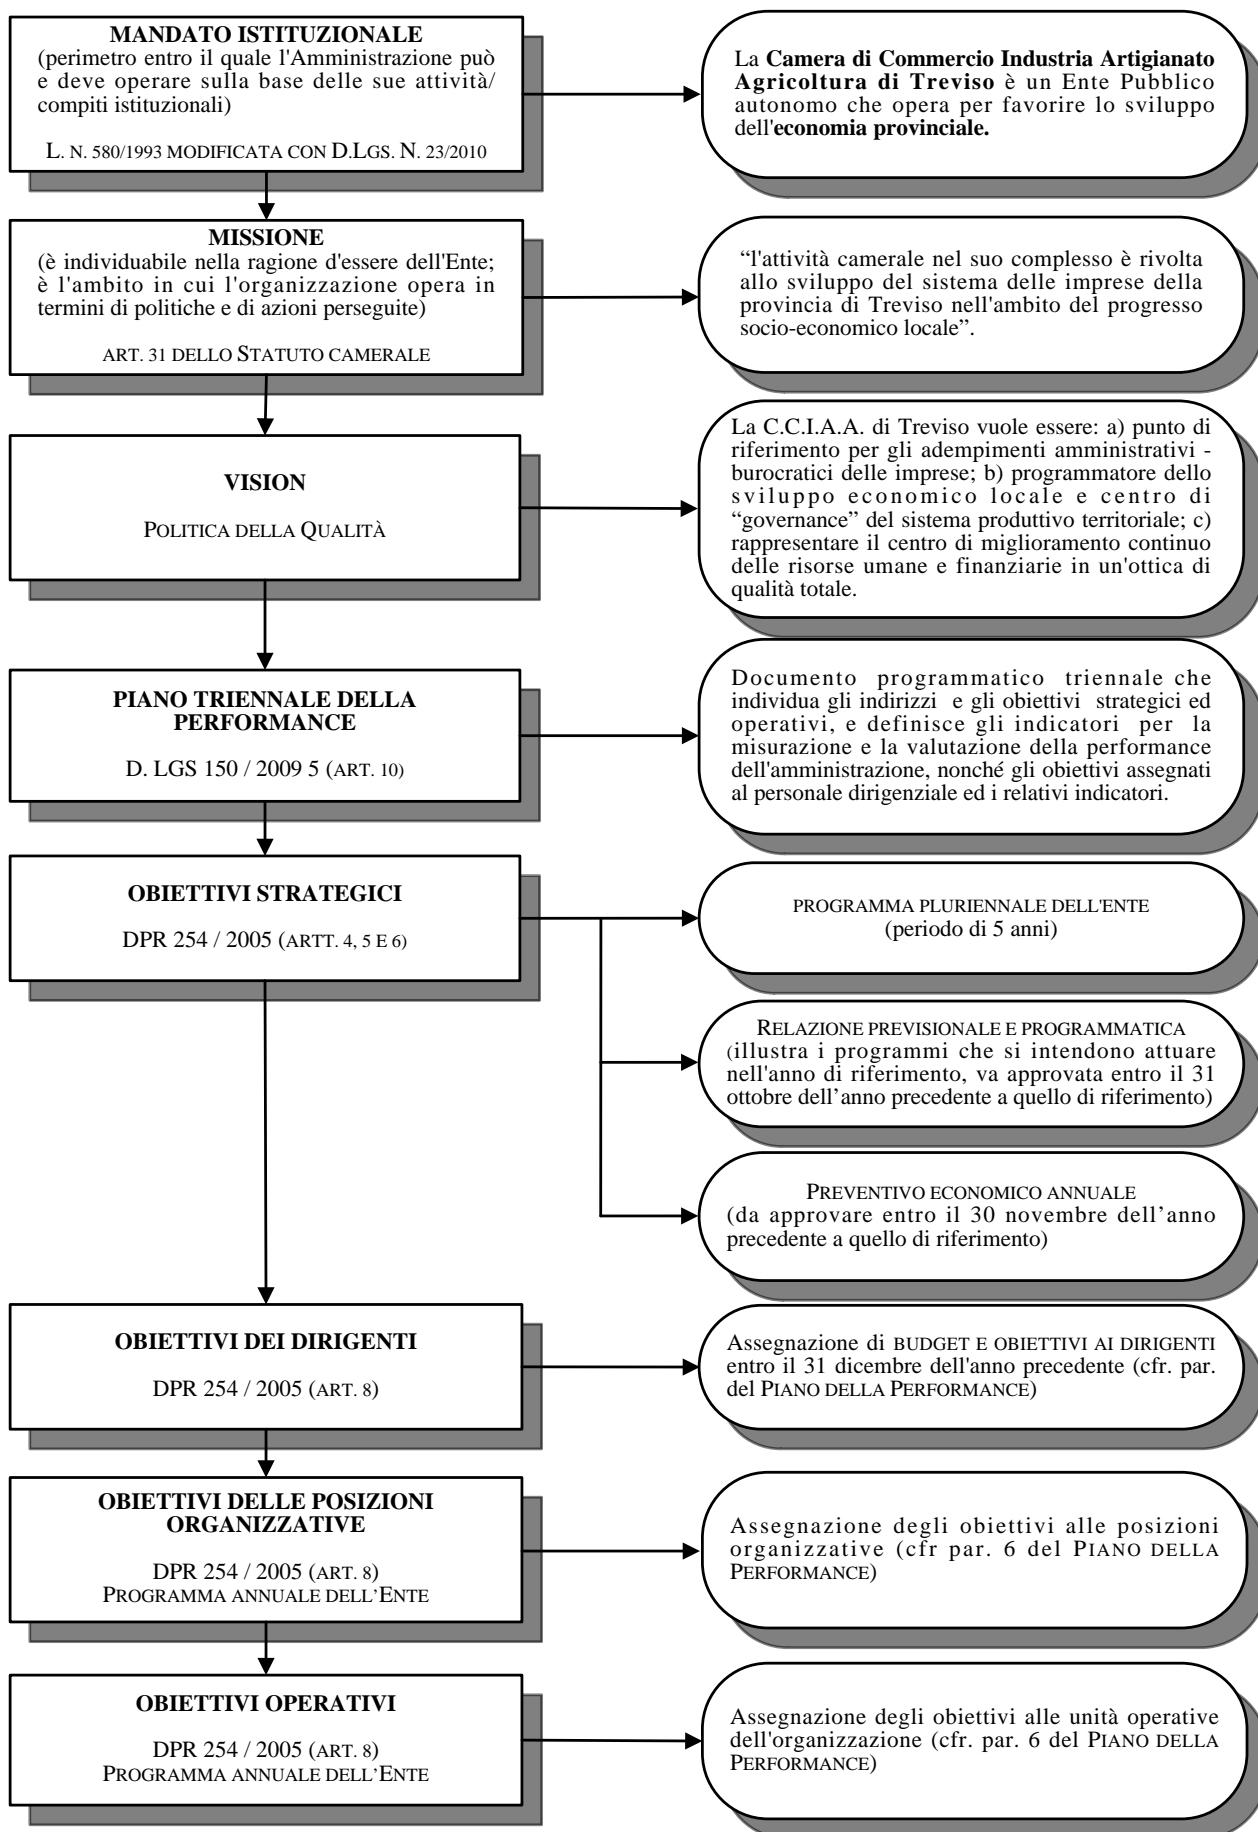 MANDATO ISTITUZIONALE
(perimetro entro il quale l'Amministrazione può
e deve operare sulla base delle sue attività/
compiti istituzionali)
L. N. 580/1993 MODIFICATA CON D.LGS. N. 23/2010
La Camera di Commercio Industria Artigianato
Agricoltura di Treviso è un Ente Pubblico
autonomo che opera per favorire lo sviluppo
dell'economia provinciale.
MISSIONE
(è individuabile nella ragione d'essere dell'Ente;
è l'ambito in cui l'organizzazione opera in
termini di politiche e di azioni perseguite)
ART. 31 DELLO STATUTO CAMERALE
“l'attività camerale nel suo complesso è rivolta
allo sviluppo del sistema delle imprese della
provincia di Treviso nell'ambito del progresso
socio-economico locale”.
VISION
POLITICA DELLA QUALITÀ
La C.C.I.A.A. di Treviso vuole essere: a) punto di
riferimento per gli adempimenti amministrativi -
burocratici delle imprese; b) programmatore dello
sviluppo economico locale e centro di
“governance” del sistema produttivo territoriale; c)
rappresentare il centro di miglioramento continuo
delle risorse umane e finanziarie in un'ottica di
qualità totale.
PIANO TRIENNALE DELLA
PERFORMANCE
D. LGS 150 / 2009 5 (ART. 10)
Documento programmatico triennale che
individua gli indirizzi e gli obiettivi strategici ed
operativi, e definisce gli indicatori per la
misurazione e la valutazione della performance
dell'amministrazione, nonché gli obiettivi assegnati
al personale dirigenziale ed i relativi indicatori.
OBIETTIVI STRATEGICI
DPR 254 / 2005 (ARTT. 4, 5 E 6)
PROGRAMMA PLURIENNALE DELL'ENTE
(periodo di 5 anni)
RELAZIONE PREVISIONALE E PROGRAMMATICA
(illustra i programmi che si intendono attuare
nell'anno di riferimento, va approvata entro il 31
ottobre dell’anno precedente a quello di riferimento)
PREVENTIVO ECONOMICO ANNUALE
(da approvare entro il 30 novembre dell’anno
precedente a quello di riferimento)
OBIETTIVI DEI DIRIGENTI
DPR 254 / 2005 (ART. 8)
Assegnazione di BUDGET E OBIETTIVI AI DIRIGENTI
entro il 31 dicembre dell'anno precedente (cfr. par.
del PIANO DELLA PERFORMANCE)
OBIETTIVI DELLE POSIZIONI
ORGANIZZATIVE
DPR 254 / 2005 (ART. 8)
PROGRAMMA ANNUALE DELL’ENTE
Assegnazione degli obiettivi alle posizioni
organizzative (cfr par. 6 del PIANO DELLA
PERFORMANCE)
OBIETTIVI OPERATIVI
DPR 254 / 2005 (ART. 8)
PROGRAMMA ANNUALE DELL’ENTE
Assegnazione degli obiettivi alle unità operative
dell'organizzazione (cfr. par. 6 del PIANO DELLA
PERFORMANCE)